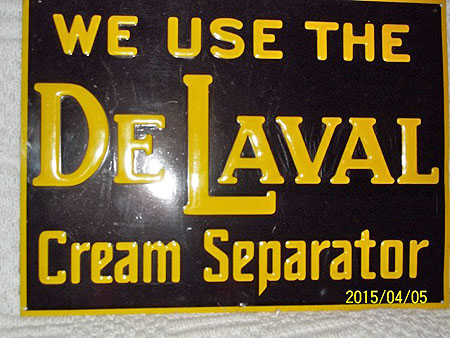 WE USE THE
DE LAVAL
Cream Separator
2015/04/05